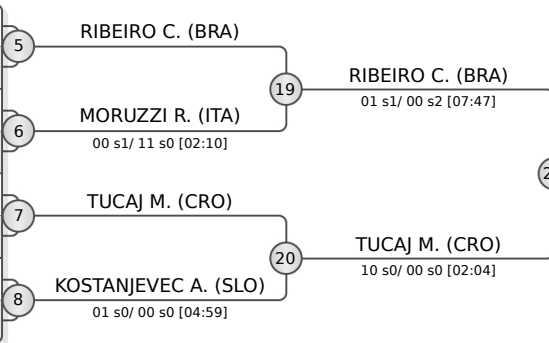 RIBEIRO C. (BRA)
5
19
RIBEIRO C. (BRA)
01 s1/ 00 s2 [07:47]
MORUZZI R. (ITA)
6
00 s1/ 11 s0 [02:10]
TUCAJ M. (CRO)
7
20
TUCAJ M. (CRO)
10 s0/ 00 s0 [02:04]
KOSTANJEVEC A. (SLO)
8
01 s0/ 00 s0 [04:59]